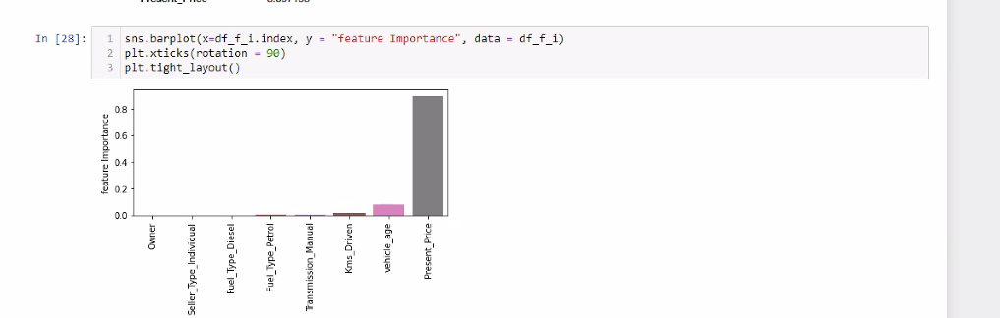 In [28]:
1 sns.barplot(x=df_f_i.index, y = "feature Importance", data = df_f_i)
2 plt.xticks(rotation = 90)
3 plt.tight_layout()
feature Importance
0.8
0.6
0.4
0.2
0.0
Owner
Seller_Type_Individual
Fuel_Type_Diesel
Fuel_Type_Petrol
Transmission_Manual
Kms_Driven
vehicle_age
Present_Price